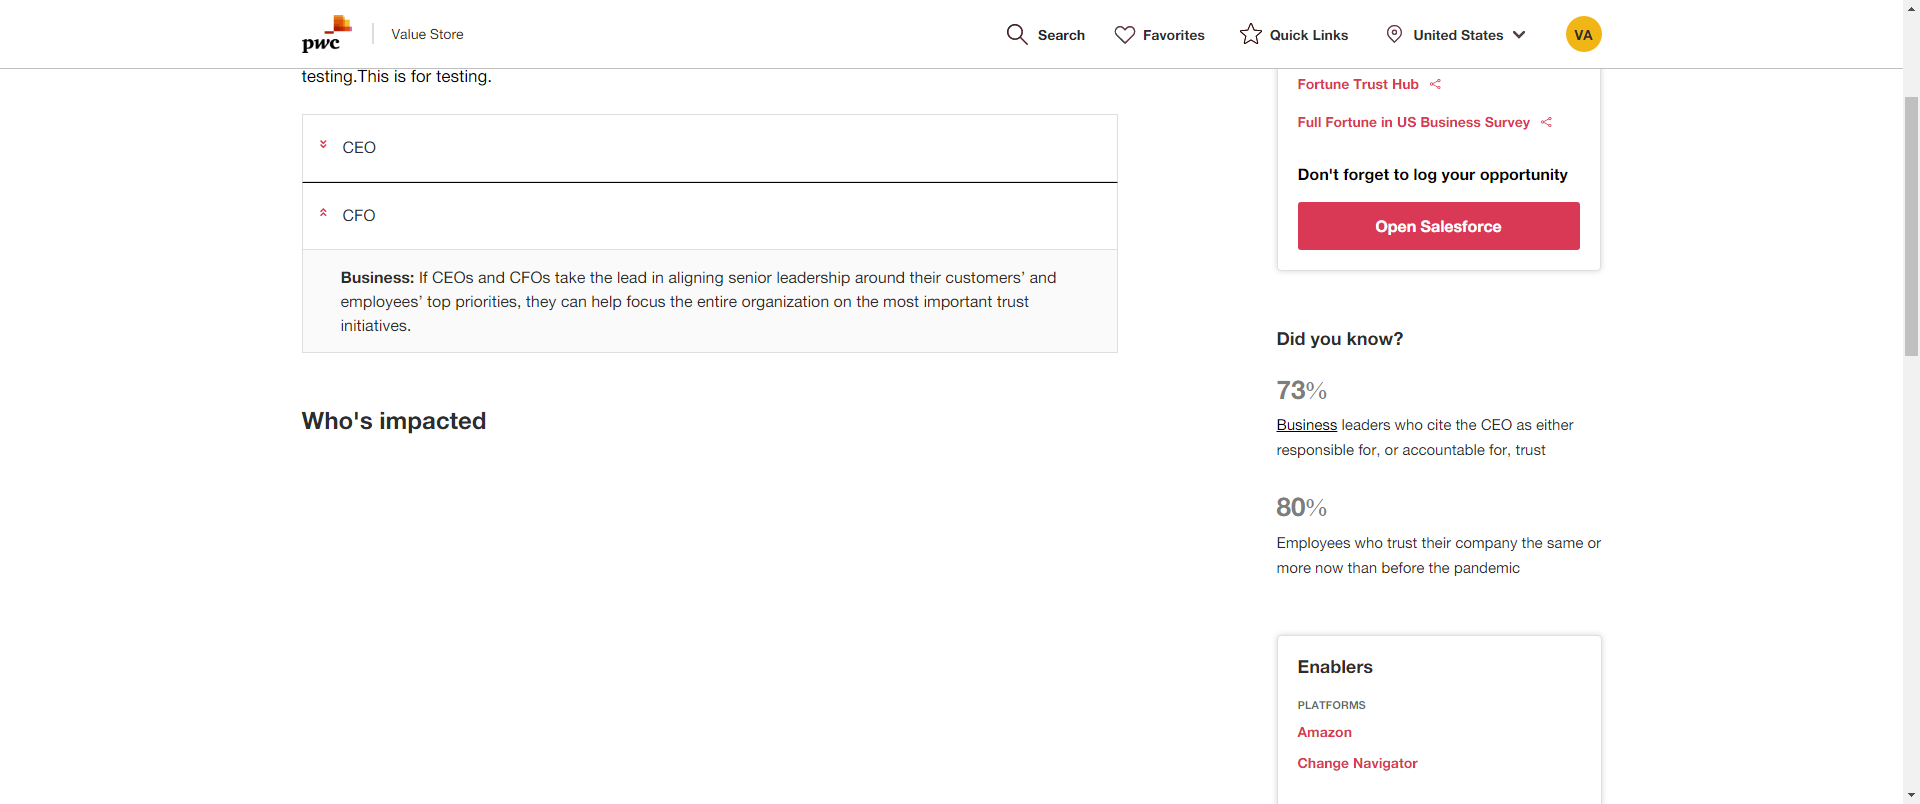 pwc
Value Store
Search
Favorites
Quick Links
United States
VA
testing.This is for testing.
CEO
CFO
Business: If CEOs and CFOs take the lead in aligning senior leadership around their customers’ and
employees’ top priorities, they can help focus the entire organization on the most important trust
initiatives.
Who's impacted
Fortune Trust Hub
Full Fortune in US Business Survey
Don't forget to log your opportunity
Open Salesforce
Did you know?
73%
Business leaders who cite the CEO as either
responsible for, or accountable for, trust
80%
Employees who trust their company the same or
more now than before the pandemic
Enablers
PLATFORMS
Amazon
Change Navigator